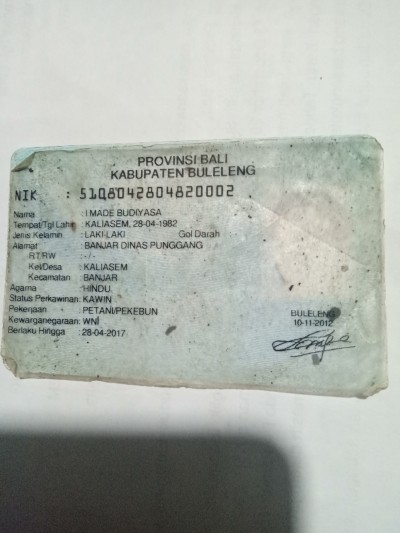 PROVINSI BALI
KABUPATEN BULELENG
NIK : 5108042804820002
Nama : I MADE BUDIYASA
Tempat/Tgl Lahir : KALIASEM, 28-04-1982
Jenis Kelamin : LAKI-LAKI Gol Darah
Alamat : BANJAR DINAS PUNGGANG
RT/RW : -/-
Kel/Desa : KALIASEM
Kecamatan : BANJAR
Agama : HINDU
Status Perkawinan : KAWIN
Pekerjaan : PETANI/PEKEBUN
Kewarganegaraan : WNI
Berlaku Hingga : 28-04-2017
BULELENG
10-11-2012